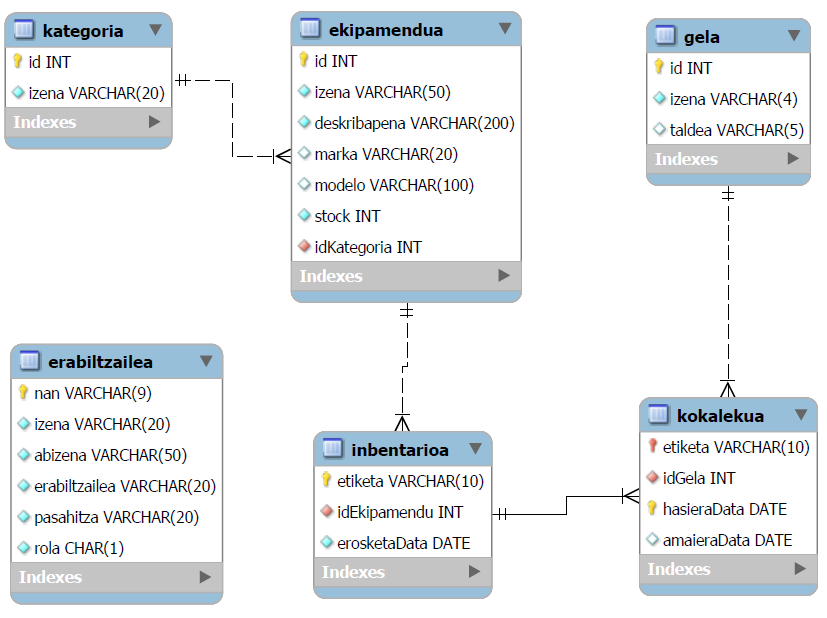 kategoria
id INT
izena VARCHAR(20)
Indexes
ekipamendua
id INT
izena VARCHAR(50)
deskribapena VARCHAR(200)
marka VARCHAR(20)
modelo VARCHAR(100)
stock INT
idKategoria INT
Indexes
gela
id INT
izena VARCHAR(4)
taldea VARCHAR(5)
Indexes
erabiltzailea
nan VARCHAR(9)
izena VARCHAR(20)
abizena VARCHAR(50)
erabiltzailea VARCHAR(20)
pasahitza VARCHAR(20)
rola CHAR(1)
Indexes
inbentarioa
etiketa VARCHAR(10)
idEkipamendu INT
erosketaData DATE
Indexes
kokalekua
etiketa VARCHAR(10)
idGela INT
hasieraData DATE
amaieraData DATE
Indexes